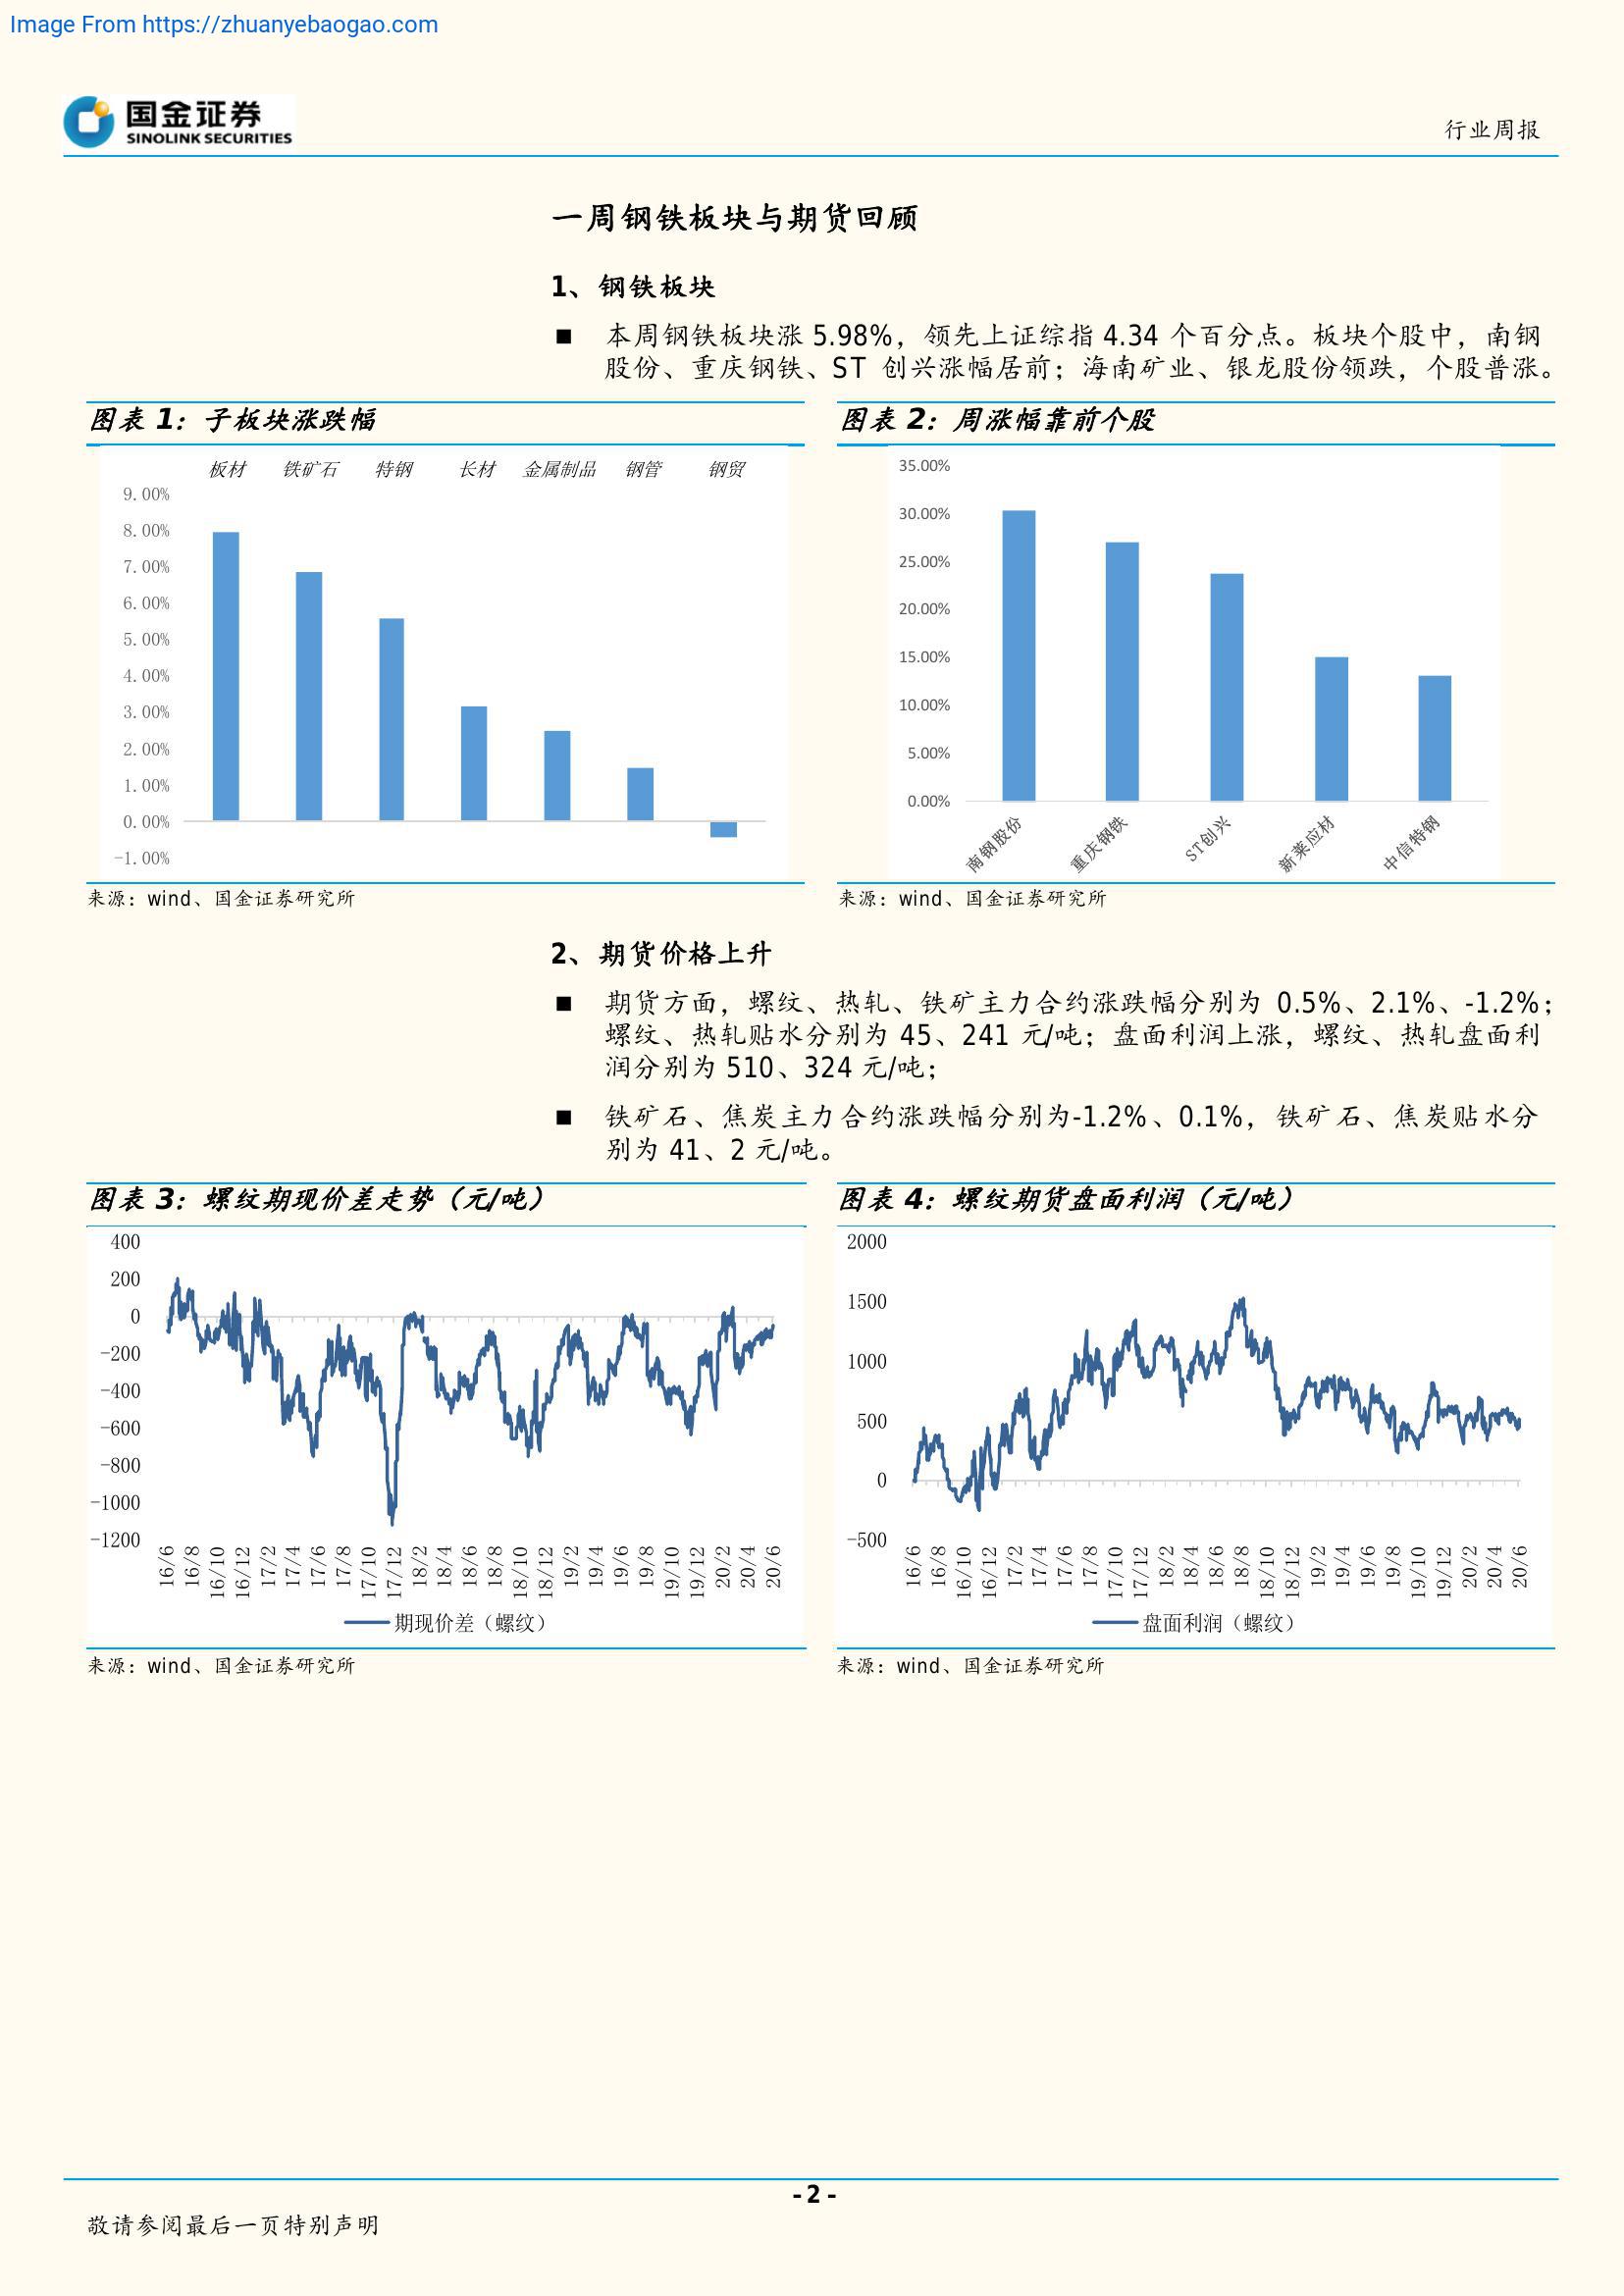 Image From https://zhuanyebaogao.com
国金证券
SINOLINK SECURITIES
行业周报
一周钢铁板块与期货回顾
1、钢铁板块
■ 本周钢铁板块涨 5.98%，领先上证综指 4.34 个百分点。板块个股中，南钢
股份、重庆钢铁、ST 创兴涨幅居前；海南矿业、银龙股份领跌，个股普涨。
图表 1：子板块涨跌幅
板材 铁矿石 特钢 长材 金属制品 钢管 钢贸
9.00%
8.00%
7.00%
6.00%
5.00%
4.00%
3.00%
2.00%
1.00%
0.00%
-1.00%
来源：wind、国金证券研究所
图表 2：周涨幅靠前个股
35.00%
30.00%
25.00%
20.00%
15.00%
10.00%
5.00%
0.00%
南钢股份 重庆钢铁 ST创兴 新莱应材 中信特钢
来源：wind、国金证券研究所
2、期货价格上升
■ 期货方面，螺纹、热轧、铁矿主力合约涨跌幅分别为 0.5%、2.1%、-1.2%；
螺纹、热轧贴水分别为 45、241 元/吨；盘面利润上涨，螺纹、热轧盘面利
润分别为 510、324 元/吨；
■ 铁矿石、焦炭主力合约涨跌幅分别为-1.2%、0.1%，铁矿石、焦炭贴水分
别为 41、2 元/吨。
图表 3：螺纹期现价差走势（元/吨）
400
200
0
-200
-400
-600
-800
-1000
-1200
16/6 16/8 16/10 16/12 17/2 17/4 17/6 17/8 17/10 17/12 18/2 18/4 18/6 18/8 18/10 18/12 19/2 19/4 19/6 19/8 19/10 19/12 20/2 20/4 20/6
期现价差（螺纹）
来源：wind、国金证券研究所
图表 4：螺纹期货盘面利润（元/吨）
2000
1500
1000
500
0
-500
16/6 16/8 16/10 16/12 17/2 17/4 17/6 17/8 17/10 17/12 18/2 18/4 18/6 18/8 18/10 18/12 19/2 19/4 19/6 19/8 19/10 19/12 20/2 20/4 20/6
盘面利润（螺纹）
来源：wind、国金证券研究所
- 2 -
敬请参阅最后一页特别声明